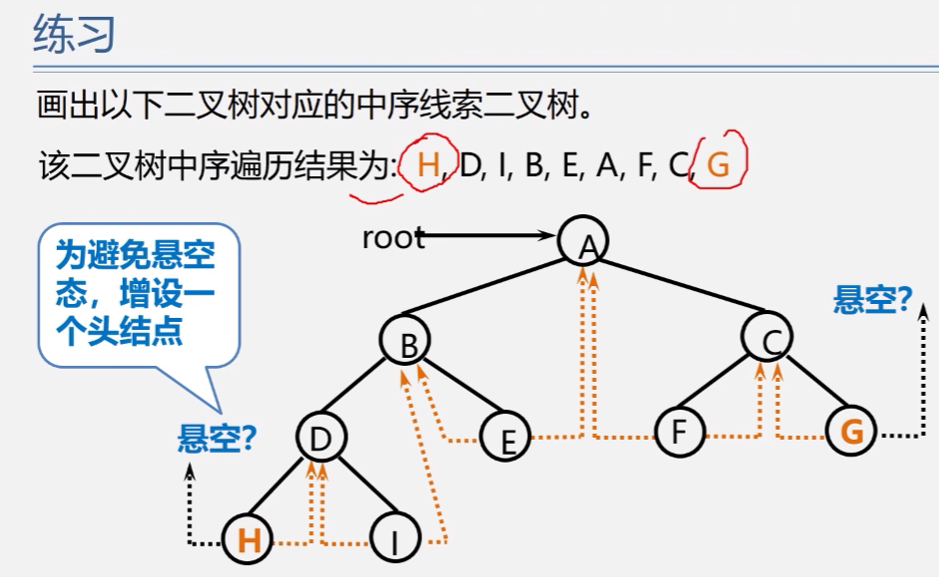 练习
画出以下二叉树对应的中序线索二叉树。
该二叉树中序遍历结果为: H, D, I, B, E, A, F, C, G
root
A
为避免悬空
态，增设一
个头结点
悬空?
B
C
悬空?
D
E
F
G
H
I